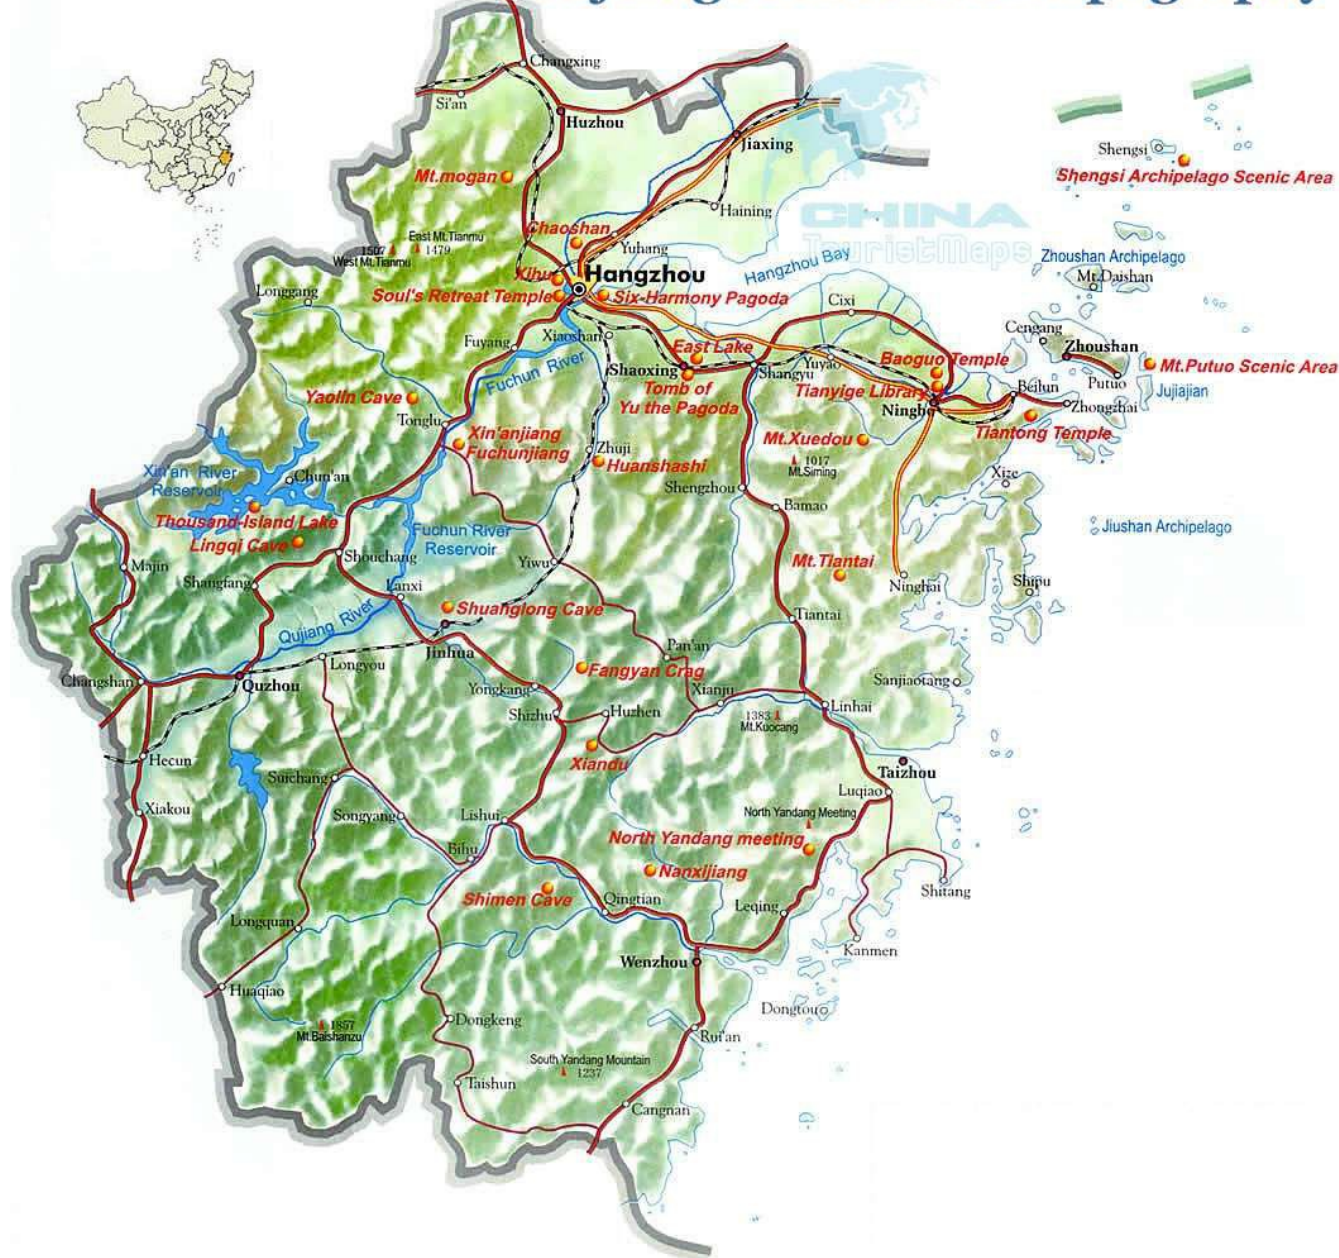 Changxing
Si'an
Huzhou
Jiaxing
Shengsi
Shengsi Archipelago Scenic Area
Mt.mogan
Haining
CHINA
TouristMaps
Chaoshan
Yuhang
East Mt.Tianmu
1479
1507
West Mt.Tianmu
Hangzhou Bay
Zhoushan Archipelago
Mt.Daishan
Xihu
Hangzhou
Longgang
Soul's Retreat Temple
Six-Harmony Pagoda
Cixi
Cengang
Zhoushan
Fuyang
Xiaoshan
East Lake
Yuyao
Baoguo Temple
Mt.Putuo Scenic Area
Fuchun River
Shaoxing
Shangyu
Putuo
Jujiajian
Tomb of
Yu the Pagoda
Tianyige Library
Beilun
Yaolin Cave
Ningbo
Zhongzhai
Tonglu
Tiantong Temple
Xin'anjiang
Fuchunjiang
Zhuji
Mt.Xuedou
Huanshashi
1017
Mt.Siming
Xin'an River
Reservoir
Chun'an
Shengzhou
Xize
Bamao
Thousand-Island Lake
Lingqi Cave
Fuchun River
Reservoir
Jiushan Archipelago
Majin
Shouchang
Yiwu
Mt.Tiantai
Shangfang
Lanxi
Ninghai
Shipu
Shuanglong Cave
Tiantai
Qujiang River
Jinhua
Pan'an
Longyou
Fangyan Crag
Changshan
Quzhou
Yongkang
Xianju
Sanjiaotang
Shizhu
Huzhen
1383
Mt.Kuocang
Linhai
Hecun
Xiandu
Taizhou
Suichang
Luqiao
Xiakou
Songyang
Lishui
North Yandang Meeting
North Yandang meeting
Bihu
Nanxijiang
Shimen Cave
Shitang
Qingtian
Leqing
Longquan
Kanmen
Wenzhou
Huaqiao
Dongtou
Dongkeng
1857
Mt.Baishanzu
Rui'an
South Yandang Mountain
1237
Taishun
Cangnan